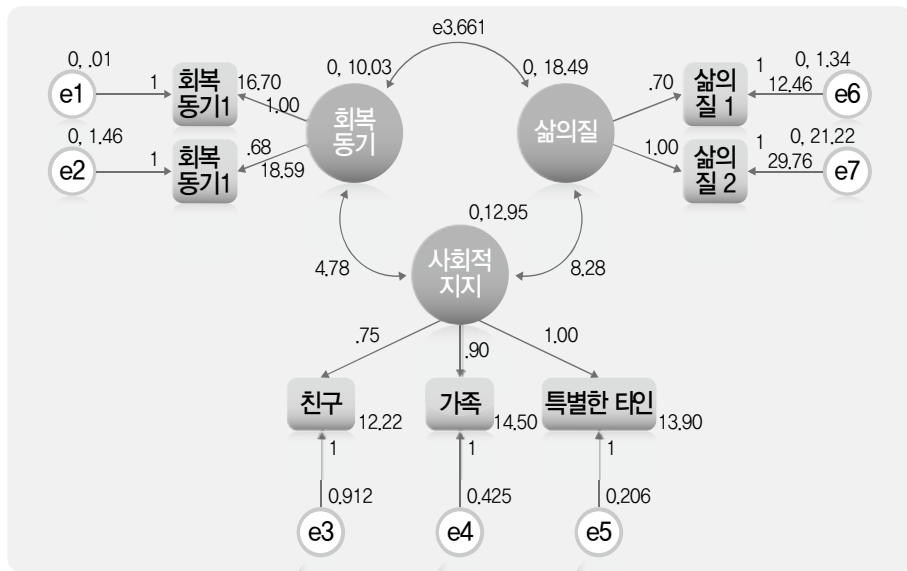 e3.661
0, .01
0, 10.03
0, 18.49
0, 1.34
e1
1
회복
동기1
16.70
1.00
회복
동기
삶의질
.70
삶의
질 1
1
12.46
e6
0, 1.46
e2
1
회복
동기1
.68
18.59
1.00
삶의
질 2
1
0, 21.22
29.76
e7
0,12.95
사회적
지지
4.78
8.28
.75
.90
1.00
친구
12.22
가족
14.50
특별한 타인
13.90
1
1
1
0.912
0.425
0.206
e3
e4
e5